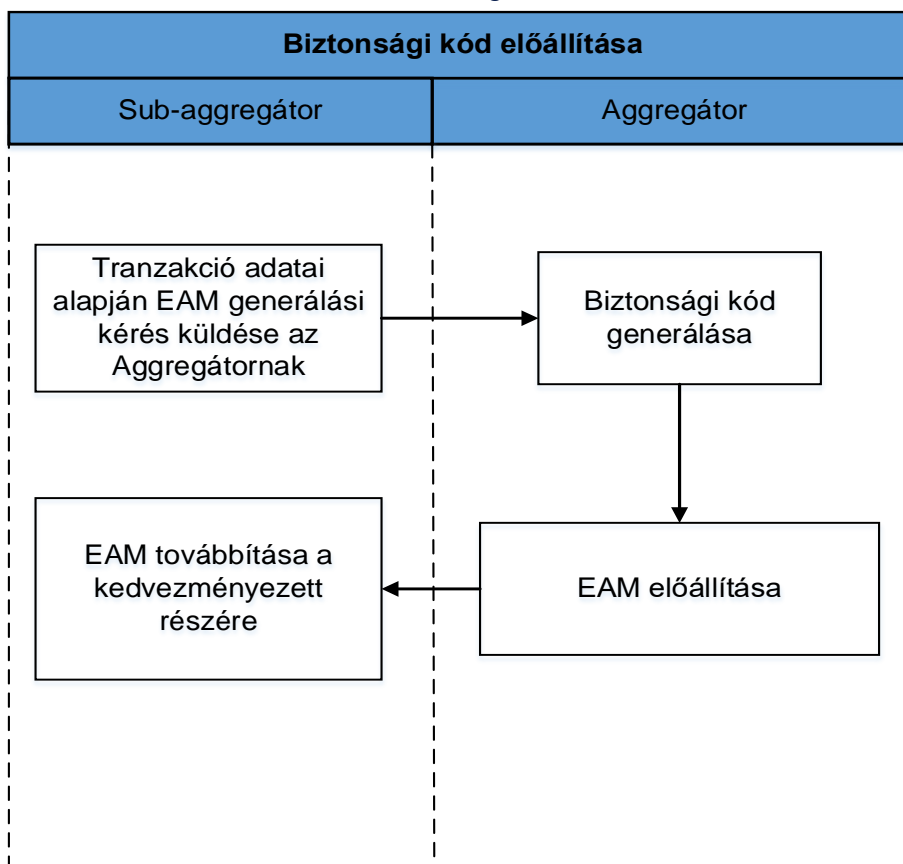 Biztonsági kód előállítása
Sub-aggregátor
Aggregátor
Tranzakció adatai
alapján EAM generálási
kérés küldése az
Aggregátornak
Biztonsági kód
generálása
EAM továbbítása a
kedvezményezett
részére
EAM előállítása